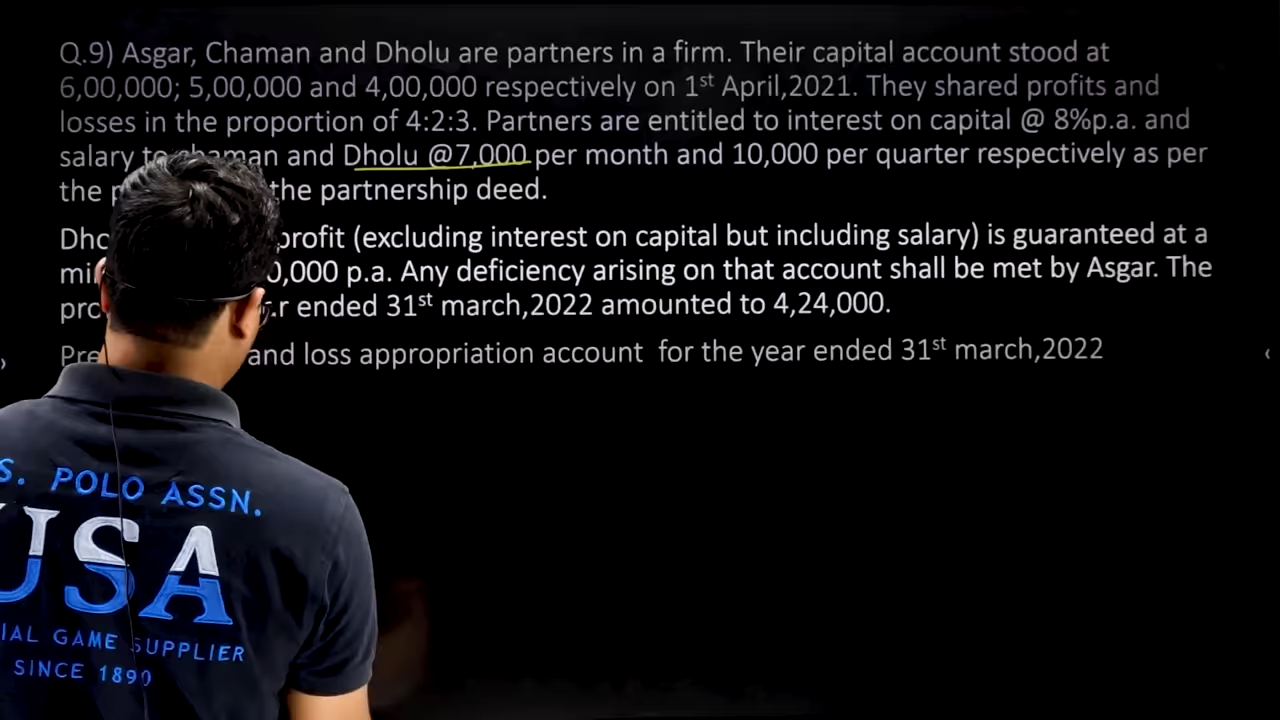 Q.9) Asgar, Chaman and Dholu are partners in a firm. Their capital account stood at
6,00,000; 5,00,000 and 4,00,000 respectively on 1st April,2021. They shared profits and
losses in the proportion of 4:2:3. Partners are entitled to interest on capital @ 8%p.a. and
salary to chaman and Dholu @7,000 per month and 10,000 per quarter respectively as per
the the partnership deed.
profit (excluding interest on capital but including salary) is guaranteed at a
0,000 p.a. Any deficiency arising on that account shall be met by Asgar. The
ended 31st march,2022 amounted to 4,24,000.
and loss appropriation account for the year ended 31st march,2022
S. POLO ASSN.
USA
IAL GAME SUPPLIER
SINCE 1890